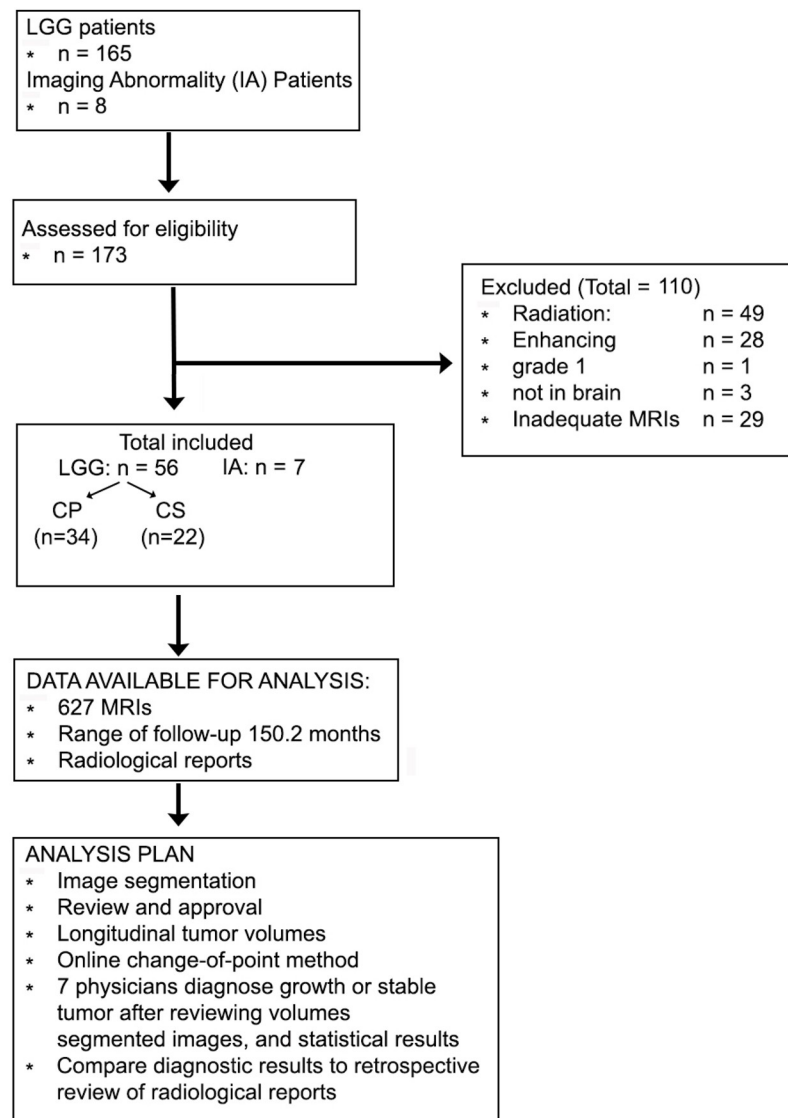 LGG patients
* n = 165
Imaging Abnormality (IA) Patients
* n = 8
Assessed for eligibility
* n = 173
Excluded (Total = 110)
* Radiation: n = 49
* Enhancing n = 28
* grade 1 n = 1
* not in brain n = 3
* Inadequate MRIs n = 29
Total included
LGG: n = 56 IA: n = 7
CP CS
(n=34) (n=22)
DATA AVAILABLE FOR ANALYSIS:
* 627 MRIs
* Range of follow-up 150.2 months
* Radiological reports
ANALYSIS PLAN
* Image segmentation
* Review and approval
* Longitudinal tumor volumes
* Online change-of-point method
* 7 physicians diagnose growth or stable
tumor after reviewing volumes
segmented images, and statistical results
* Compare diagnostic results to retrospective
review of radiological reports